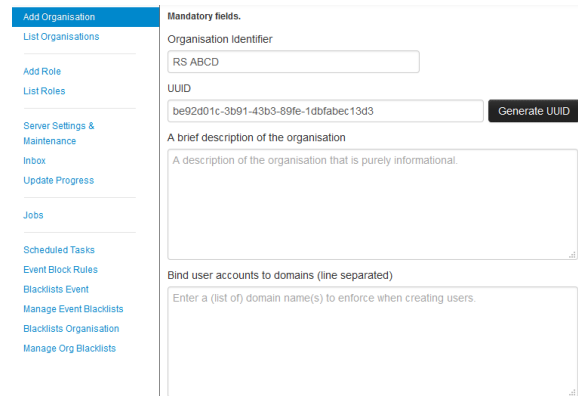 Add Organisation
List Organisations
Add Role
List Roles
Server Settings &
Maintenance
Inbox
Update Progress
Jobs
Scheduled Tasks
Event Block Rules
Blacklists Event
Manage Event Blacklists
Blacklists Organisation
Manage Org Blacklists
Mandatory fields.
Organisation Identifier
RS ABCD
UUID
be92d01c-3b91-43b3-89fe-1dbfabec13d3
Generate UUID
A brief description of the organisation
A description of the organisation that is purely informational.
Bind user accounts to domains (line separated)
Enter a (list of) domain name(s) to enforce when creating users.